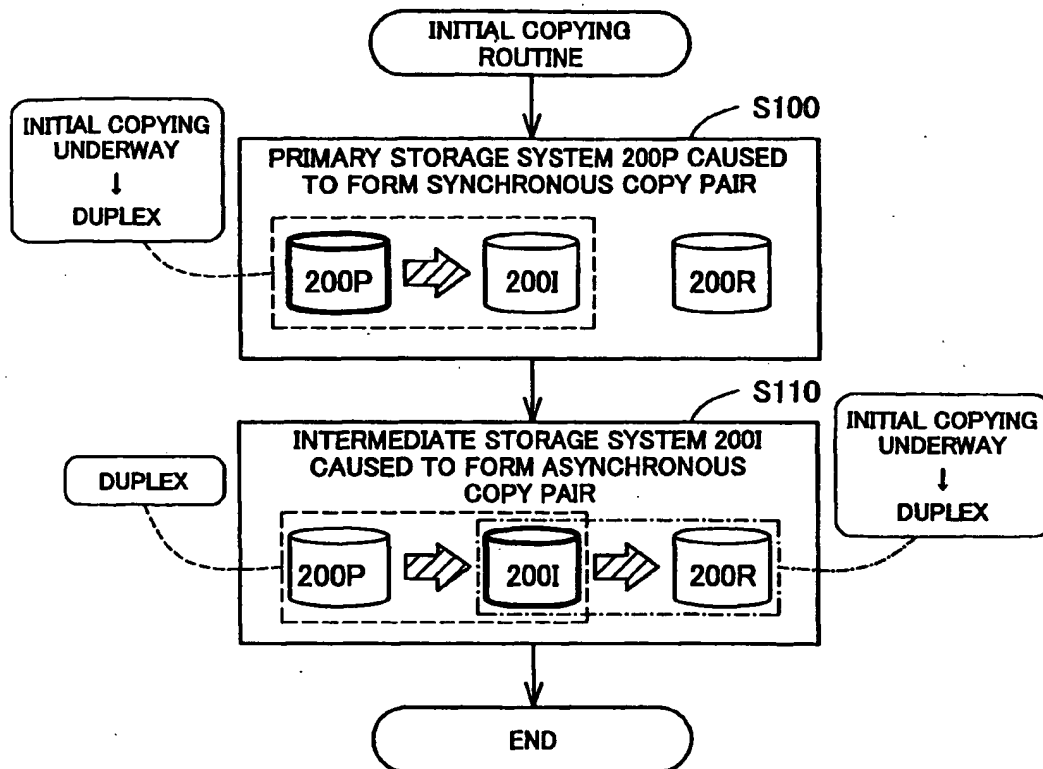 INITIAL COPYING
ROUTINE
S100
INITIAL COPYING
UNDERWAY
↓
DUPLEX
PRIMARY STORAGE SYSTEM 200P CAUSED
TO FORM SYNCHRONOUS COPY PAIR
200P
200I
200R
S110
INTERMEDIATE STORAGE SYSTEM 200I
CAUSED TO FORM ASYNCHRONOUS
COPY PAIR
DUPLEX
INITIAL COPYING
UNDERWAY
↓
DUPLEX
200P
200I
200R
END